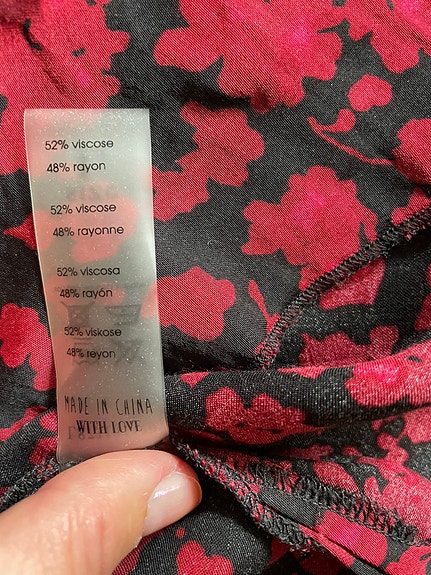 52% viscose
48% rayon
52% viscose
48% rayonne
52% viscosa
48% rayón
52% viskose
48% reyon
MADE IN CHINA
WITH LOVE